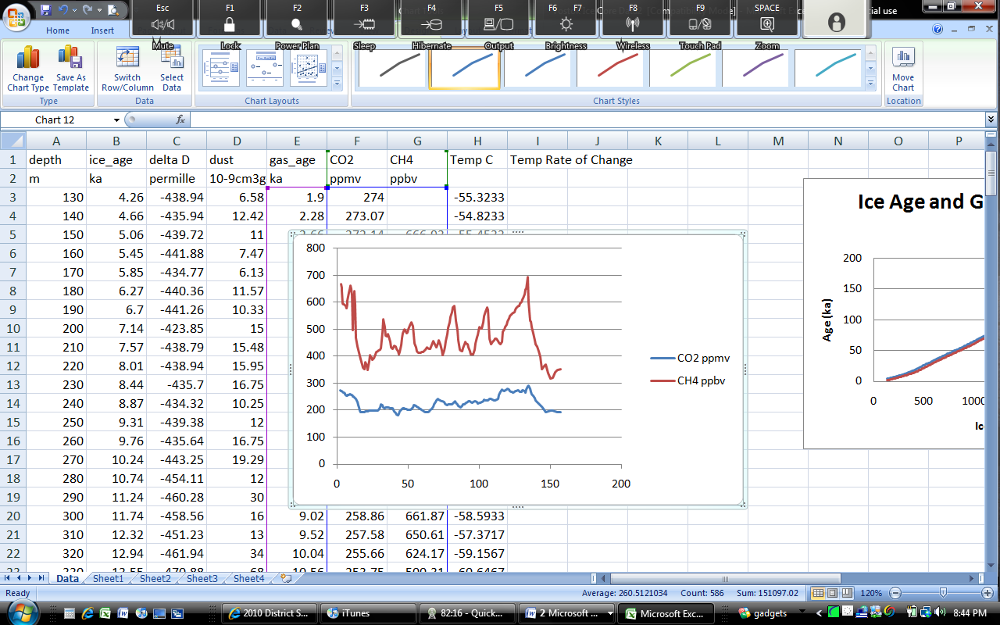 Esc F1 F2 F3 F4 F5 F6 F7 F8 F9 SPACE
Mute Lock Power Plan Sleep Hibernate Output Brightness Wireless Touch Pad Zoom
cial use
Home Insert
Change Chart Type Save As Template Switch Row/Column Select Data Move Chart
Type Data Chart Layouts Chart Styles Location
Chart 12 fx
A B C D E F G H I J K L M N O P
1 depth ice_age delta D dust gas_age CO2 CH4 Temp C Temp Rate of Change
2 m ka permille 10-9cm3g ka ppmv ppbv
3 130 4.26 -438.94 6.58 1.9 274 -55.3233
4 140 4.66 -435.94 12.42 2.28 273.07 -54.8233
5 150 5.06 -439.72 11 2.66 272.14 666.92 -55.4533
6 160 5.45 -441.88 7.47
7 170 5.85 -434.77 6.13
8 180 6.27 -440.36 11.57
9 190 6.7 -441.26 10.33
10 200 7.14 -423.85 15
11 210 7.57 -438.79 15.48
12 220 8.01 -438.94 15.95
13 230 8.44 -435.7 16.75
14 240 8.87 -434.32 10.25
15 250 9.31 -439.38 12
16 260 9.76 -435.64 16.75
17 270 10.24 -443.25 19.29
18 280 10.74 -454.11 12
19 290 11.24 -460.28 30
20 300 11.74 -458.56 16 9.02 258.86 661.87 -58.5933
21 310 12.32 -451.23 13 9.52 257.58 650.61 -57.3717
22 320 12.94 -461.94 34 10.04 255.66 624.17 -59.1567
800
700
600
500
400
300
200
100
0
0 50 100 150 200
CO2 ppmv
CH4 ppbv
Ice Age and G
Age (ka)
200
150
100
50
0
0 500 1000
Ice
Data Sheet1 Sheet2 Sheet3 Sheet4
Ready Average: 260.5121034 Count: 586 Sum: 151097.02 120%
2010 District S... iTunes 82:16 - Quick... 2 Microsoft ... Microsoft Exc... gadgets 8:44 PM